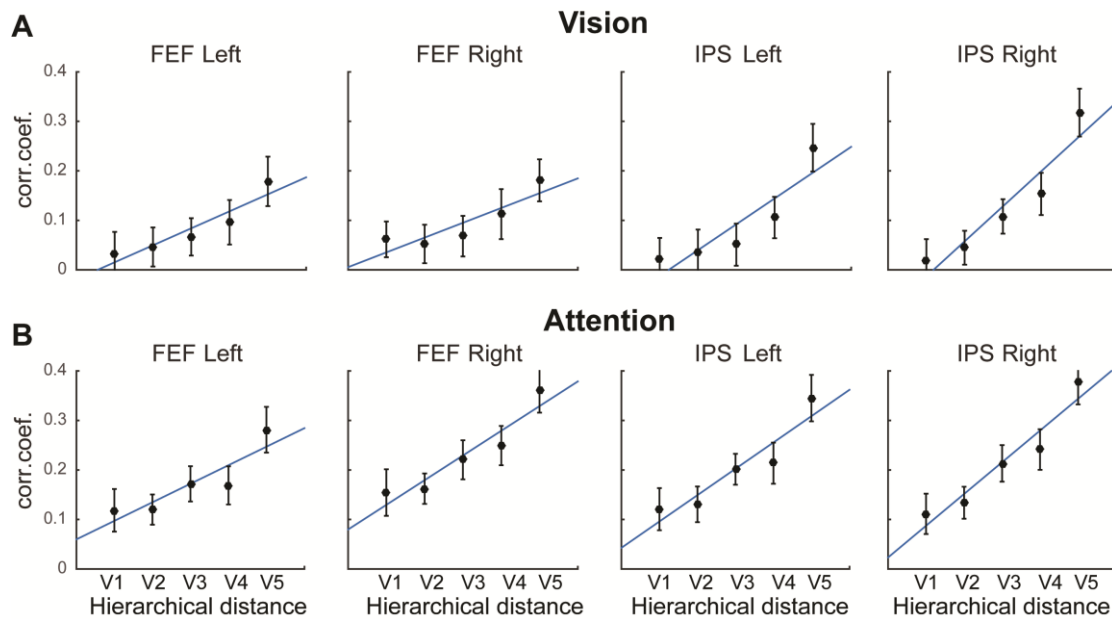 A
Vision
FEF Left
FEF Right
IPS Left
IPS Right
corr.coef.
0.4
0.3
0.2
0.1
0
B
Attention
FEF Left
FEF Right
IPS Left
IPS Right
corr.coef.
0.4
0.3
0.2
0.1
0
V1 V2 V3 V4 V5
V1 V2 V3 V4 V5
V1 V2 V3 V4 V5
V1 V2 V3 V4 V5
Hierarchical distance
Hierarchical distance
Hierarchical distance
Hierarchical distance